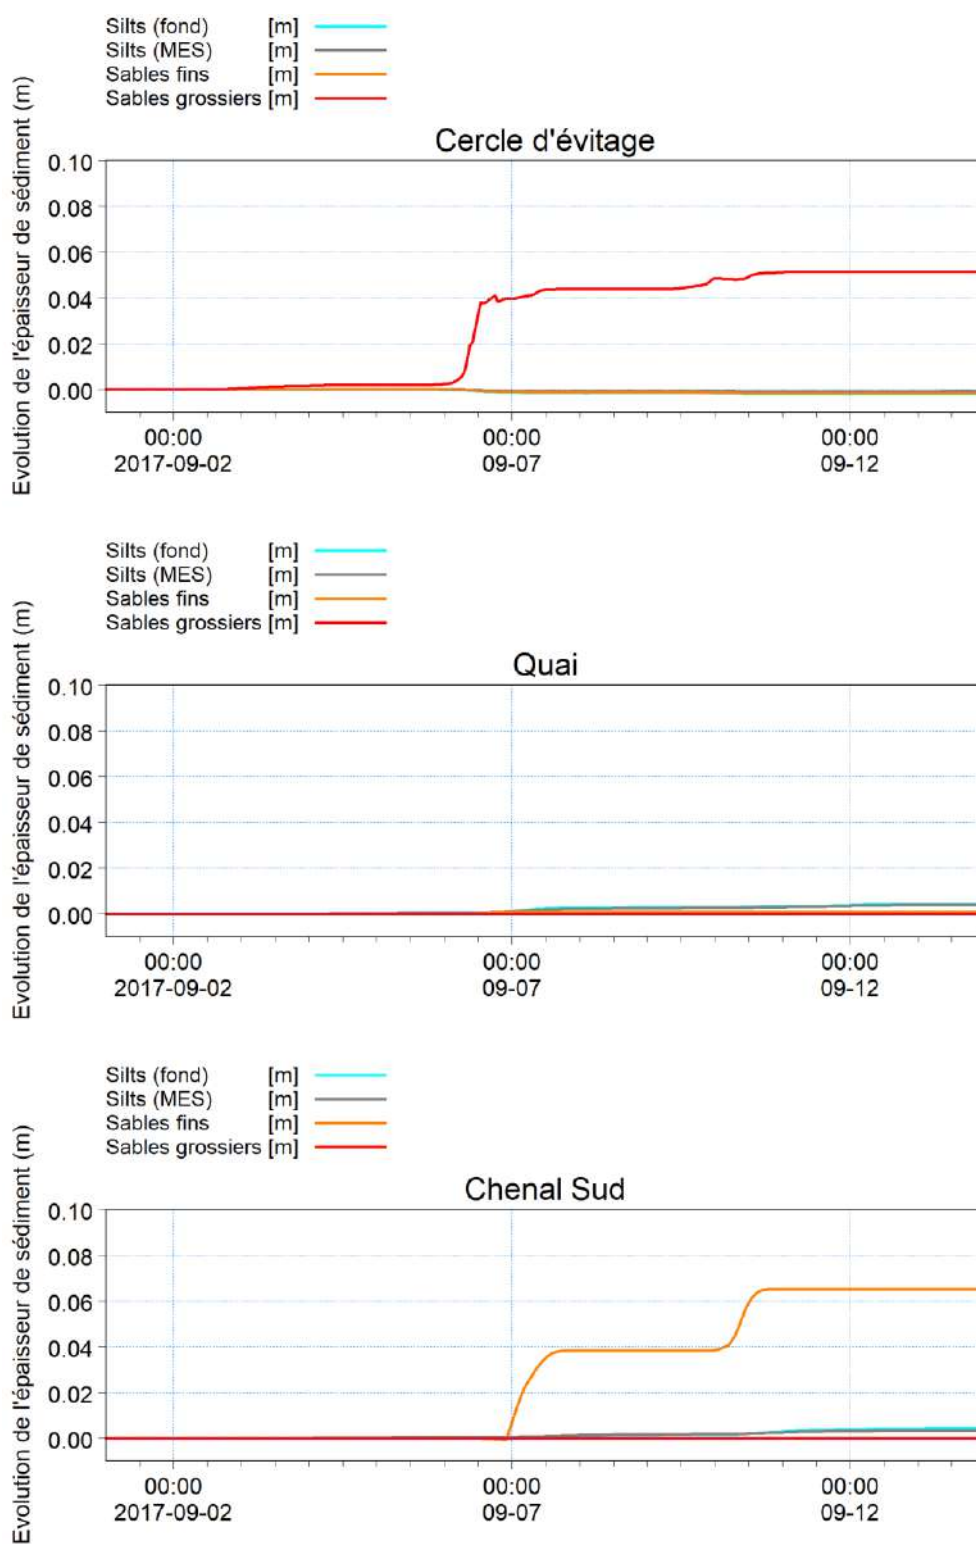 Silts (fond) [m]
Silts (MES) [m]
Sables fins [m]
Sables grossiers [m]
Cercle d'évitage
Evolution de l'épaisseur de sédiment (m)
0.10
0.08
0.06
0.04
0.02
0.00
00:00 00:00 00:00
2017-09-02 09-07 09-12
Silts (fond) [m]
Silts (MES) [m]
Sables fins [m]
Sables grossiers [m]
Quai
Evolution de l'épaisseur de sédiment (m)
0.10
0.08
0.06
0.04
0.02
0.00
00:00 00:00 00:00
2017-09-02 09-07 09-12
Silts (fond) [m]
Silts (MES) [m]
Sables fins [m]
Sables grossiers [m]
Chenal Sud
Evolution de l'épaisseur de sédiment (m)
0.10
0.08
0.06
0.04
0.02
0.00
00:00 00:00 00:00
2017-09-02 09-07 09-12